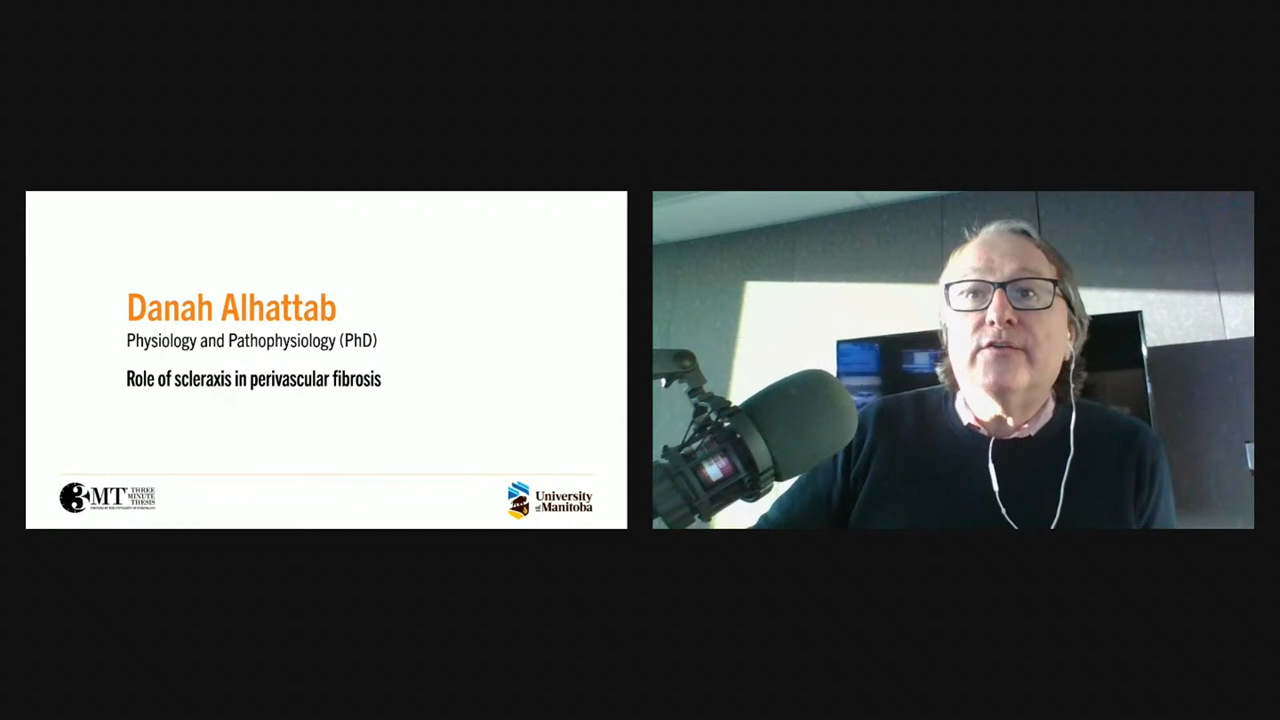 Danah Alhattab
Physiology and Pathophysiology (PhD)
Role of scleraxis in perivascular fibrosis
3MT THREE
MINUTE
THESIS
University
of Manitoba